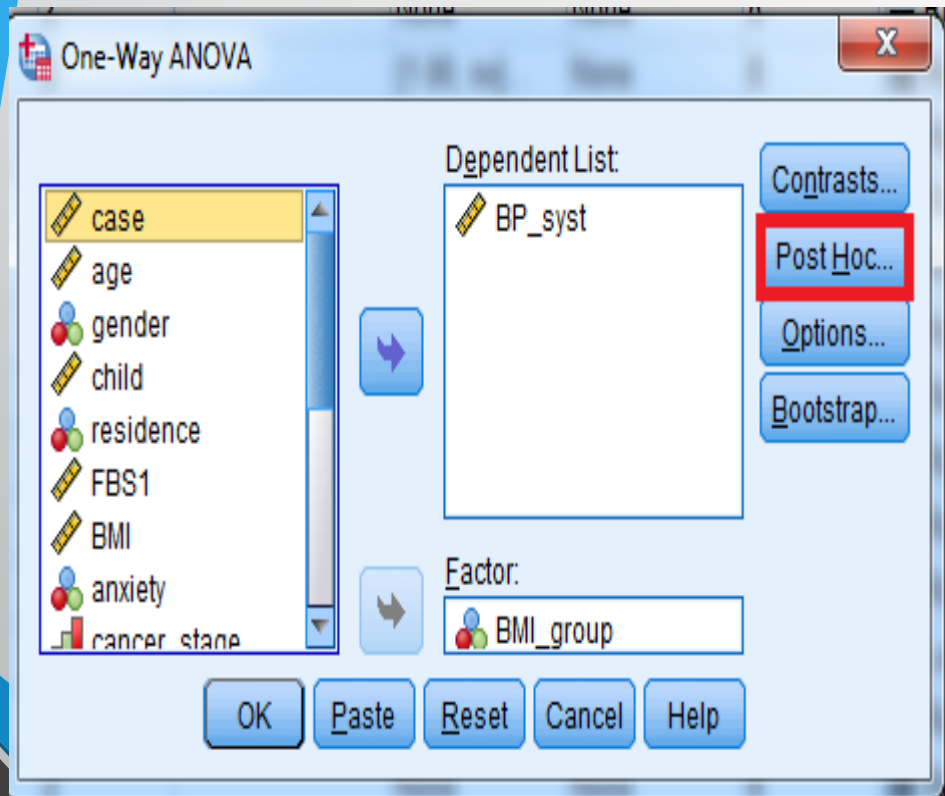 One-Way ANOVA
X
Dependent List:
case
age
gender
child
residence
FBS1
BMI
anxiety
cancer_stage
BP_syst
Factor:
BMI_group
Contrasts...
Post Hoc...
Options...
Bootstrap...
OK Paste Reset Cancel Help